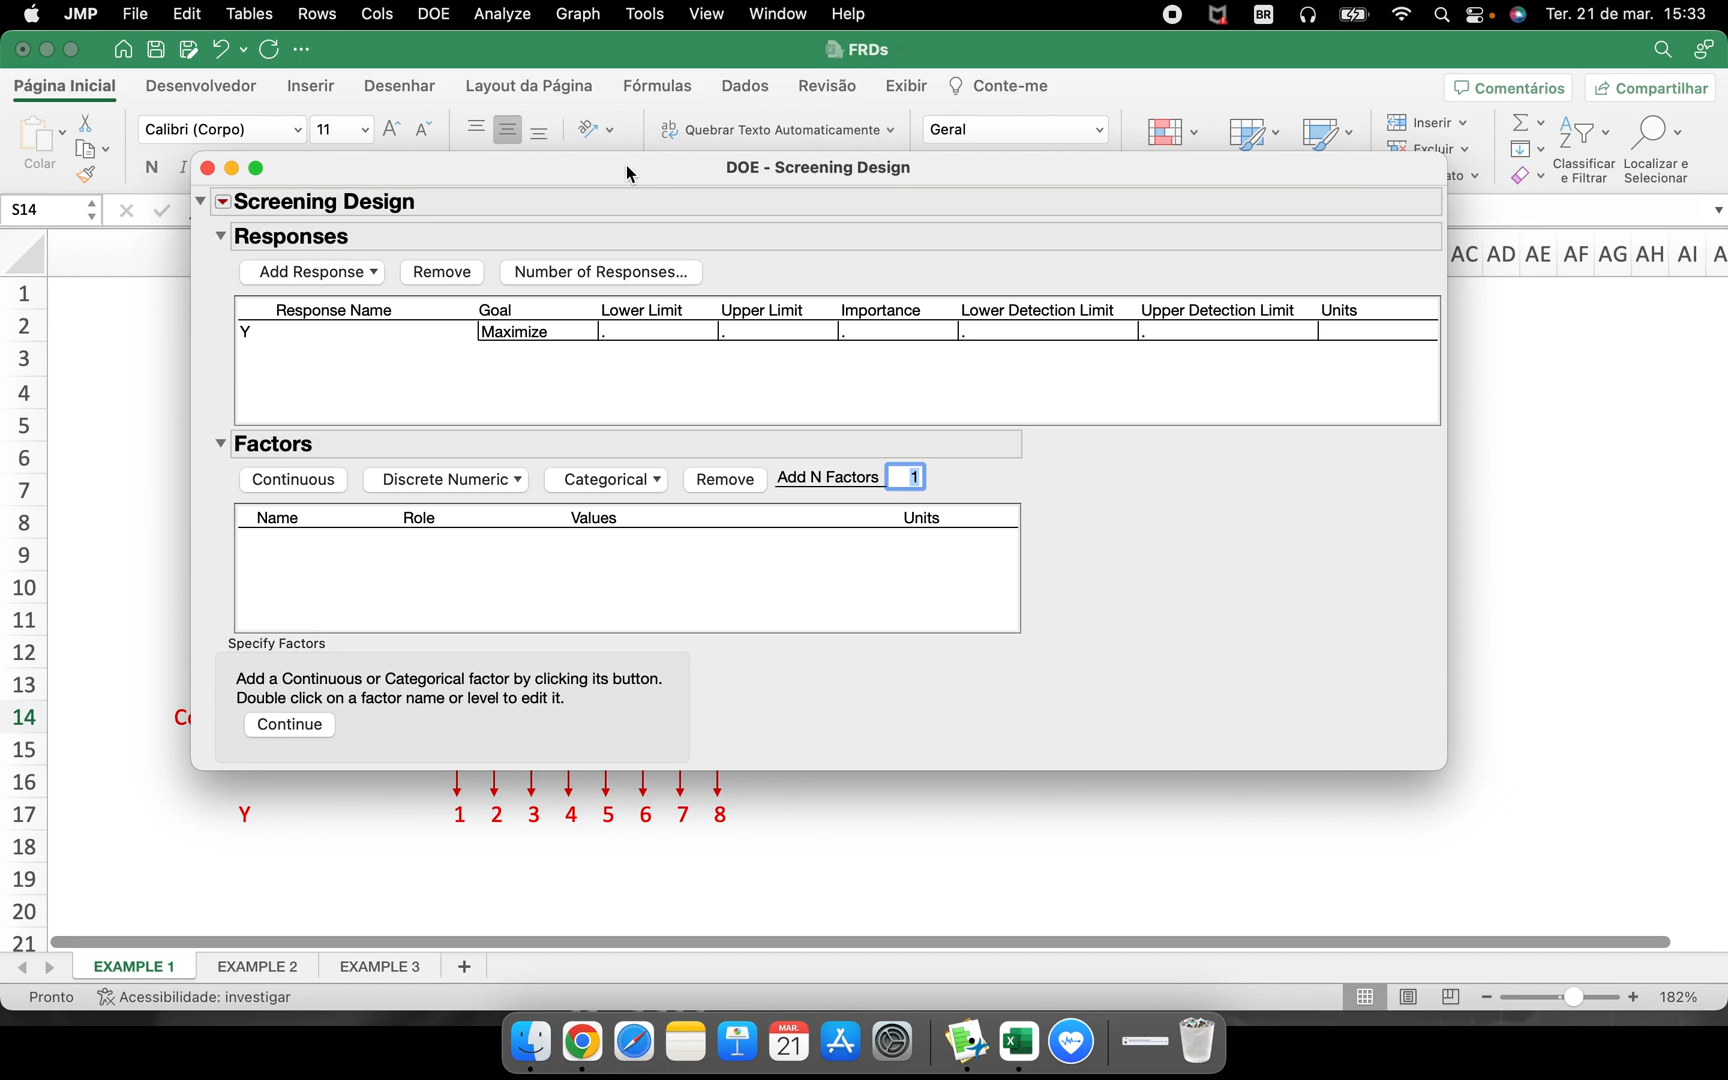 JMP File Edit Tables Rows Cols DOE Analyze Graph Tools View Window Help BR Ter. 21 de mar. 15:33
FRDs
Página Inicial Desenvolvedor Inserir Desenhar Layout da Página Fórmulas Dados Revisão Exibir Conte-me Comentários Compartilhar
Calibri (Corpo) 11 Quebrar Texto Automaticamente Geral Inserir
Colar N I Excluir Classificar e Filtrar Localizar e Selecionar
DOE - Screening Design
S14
Screening Design
Responses
AC AD AE AF AG AH AI A
Add Response Remove Number of Responses...
Response Name Goal Lower Limit Upper Limit Importance Lower Detection Limit Upper Detection Limit Units
Y Maximize . . . . .
Factors
Continuous Discrete Numeric Categorical Remove Add N Factors 1
Name Role Values Units
Specify Factors
Add a Continuous or Categorical factor by clicking its button.
Double click on a factor name or level to edit it.
Continue
1
2
3
4
5
6
7
8
9
10
11
12
13
14
15
16
17 Y 1 2 3 4 5 6 7 8
18
19
20
21
EXAMPLE 1 EXAMPLE 2 EXAMPLE 3 +
Pronto Acessibilidade: investigar 182%
MAR.
21